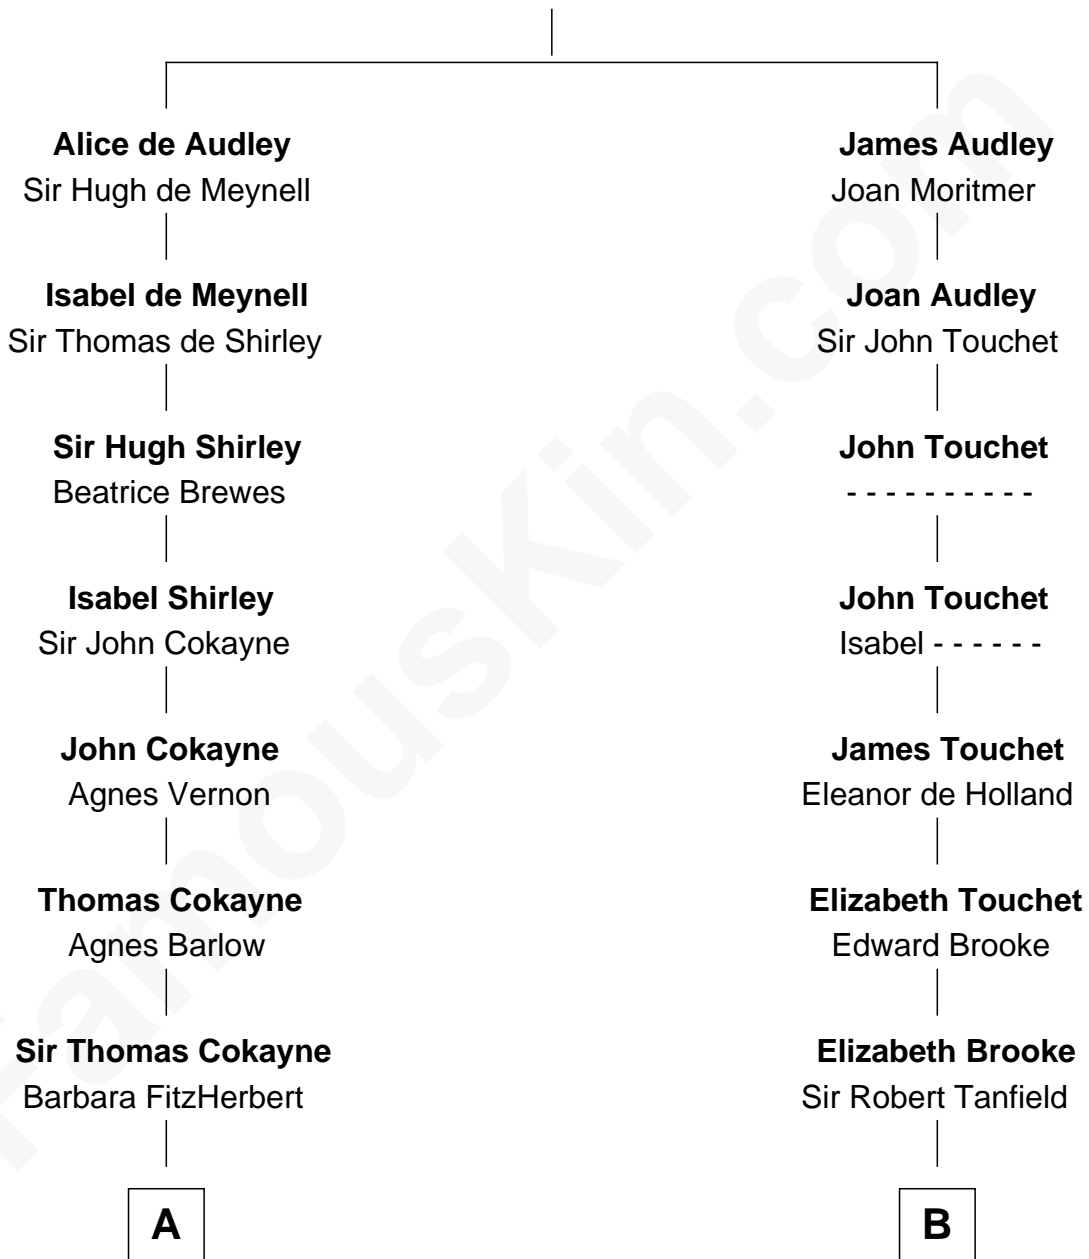 Alice de Audley
Sir Hugh de Meynell
James Audley
Joan Moritmer
Isabel de Meynell
Sir Thomas de Shirley
Joan Audley
Sir John Touchet
Sir Hugh Shirley
Beatrice Brewes
John Touchet
- - - - - - - - - -
Isabel Shirley
Sir John Cokayne
John Touchet
Isabel - - - - - -
John Cokayne
Agnes Vernon
James Touchet
Eleanor de Holland
Thomas Cokayne
Agnes Barlow
Elizabeth Touchet
Edward Brooke
Sir Thomas Cokayne
Barbara FitzHerbert
Elizabeth Brooke
Sir Robert Tanfield
A
B
FamousKin.com